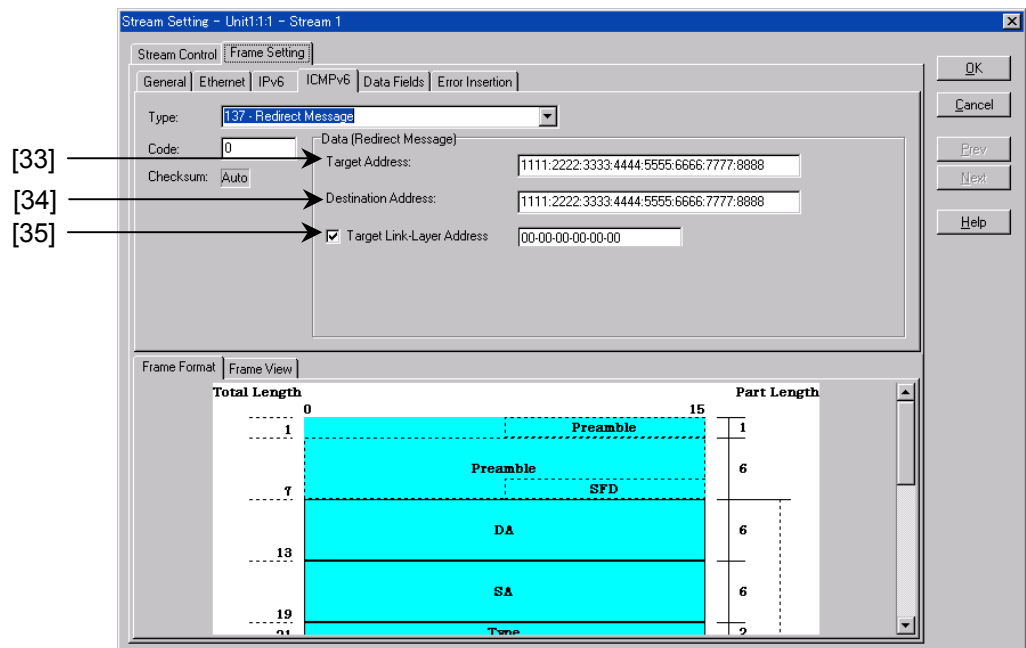 Stream Setting - Unit1:1:1 - Stream 1
Stream Control Frame Setting
General Ethernet IPv6 ICMPv6 Data Fields Error Insertion
Type: 137 - Redirect Message
Code: 0
Checksum: Auto
Data (Redirect Message)
[33] Target Address: 1111:2222:3333:4444:5555:6666:7777:8888
[34] Destination Address: 1111:2222:3333:4444:5555:6666:7777:8888
[35] Target Link-Layer Address 00-00-00-00-00-00
OK
Cancel
Prev
Next
Help
Frame Format Frame View
Total Length Part Length
0 15
1 Preamble 1
Preamble 6
7 SFD
DA 6
13
SA 6
19
21 Type 2